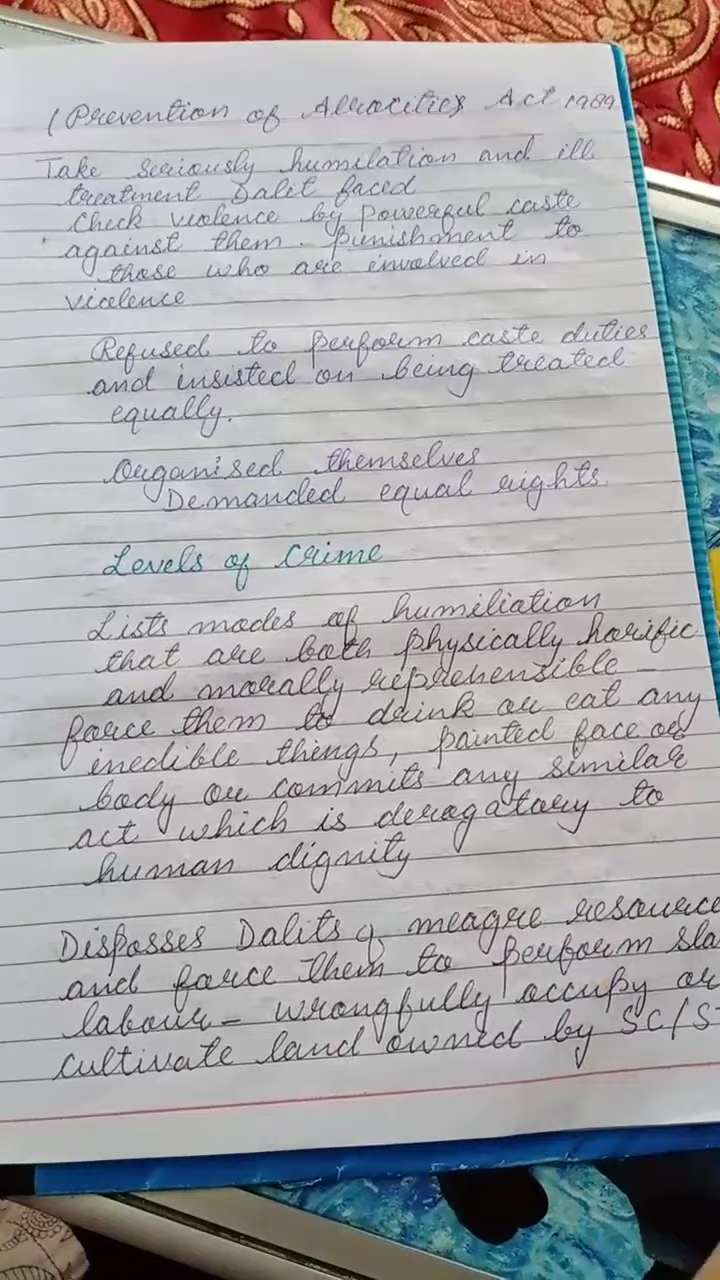 (Prevention of Atrocities Act 1989
Take seriously humilation and ill
treatment Dalit faced
Check violence by powerful caste
against them. punishment to
those who are involved in
violence
Refused to perform caste duties
and insisted on being treated
equally.
Organised themselves
Demanded equal rights
Levels of Crime
Lists modes of humiliation
that are both physically horific
and morally reprehensible –
force them to drink or eat any
inedible things, painted face or
body or commits any similar
act which is derogatory to
human dignity
Disposses Dalits of meagre resource
and force them to perform sla
labour – wrongfully occupy or
cultivate land owned by SC/S